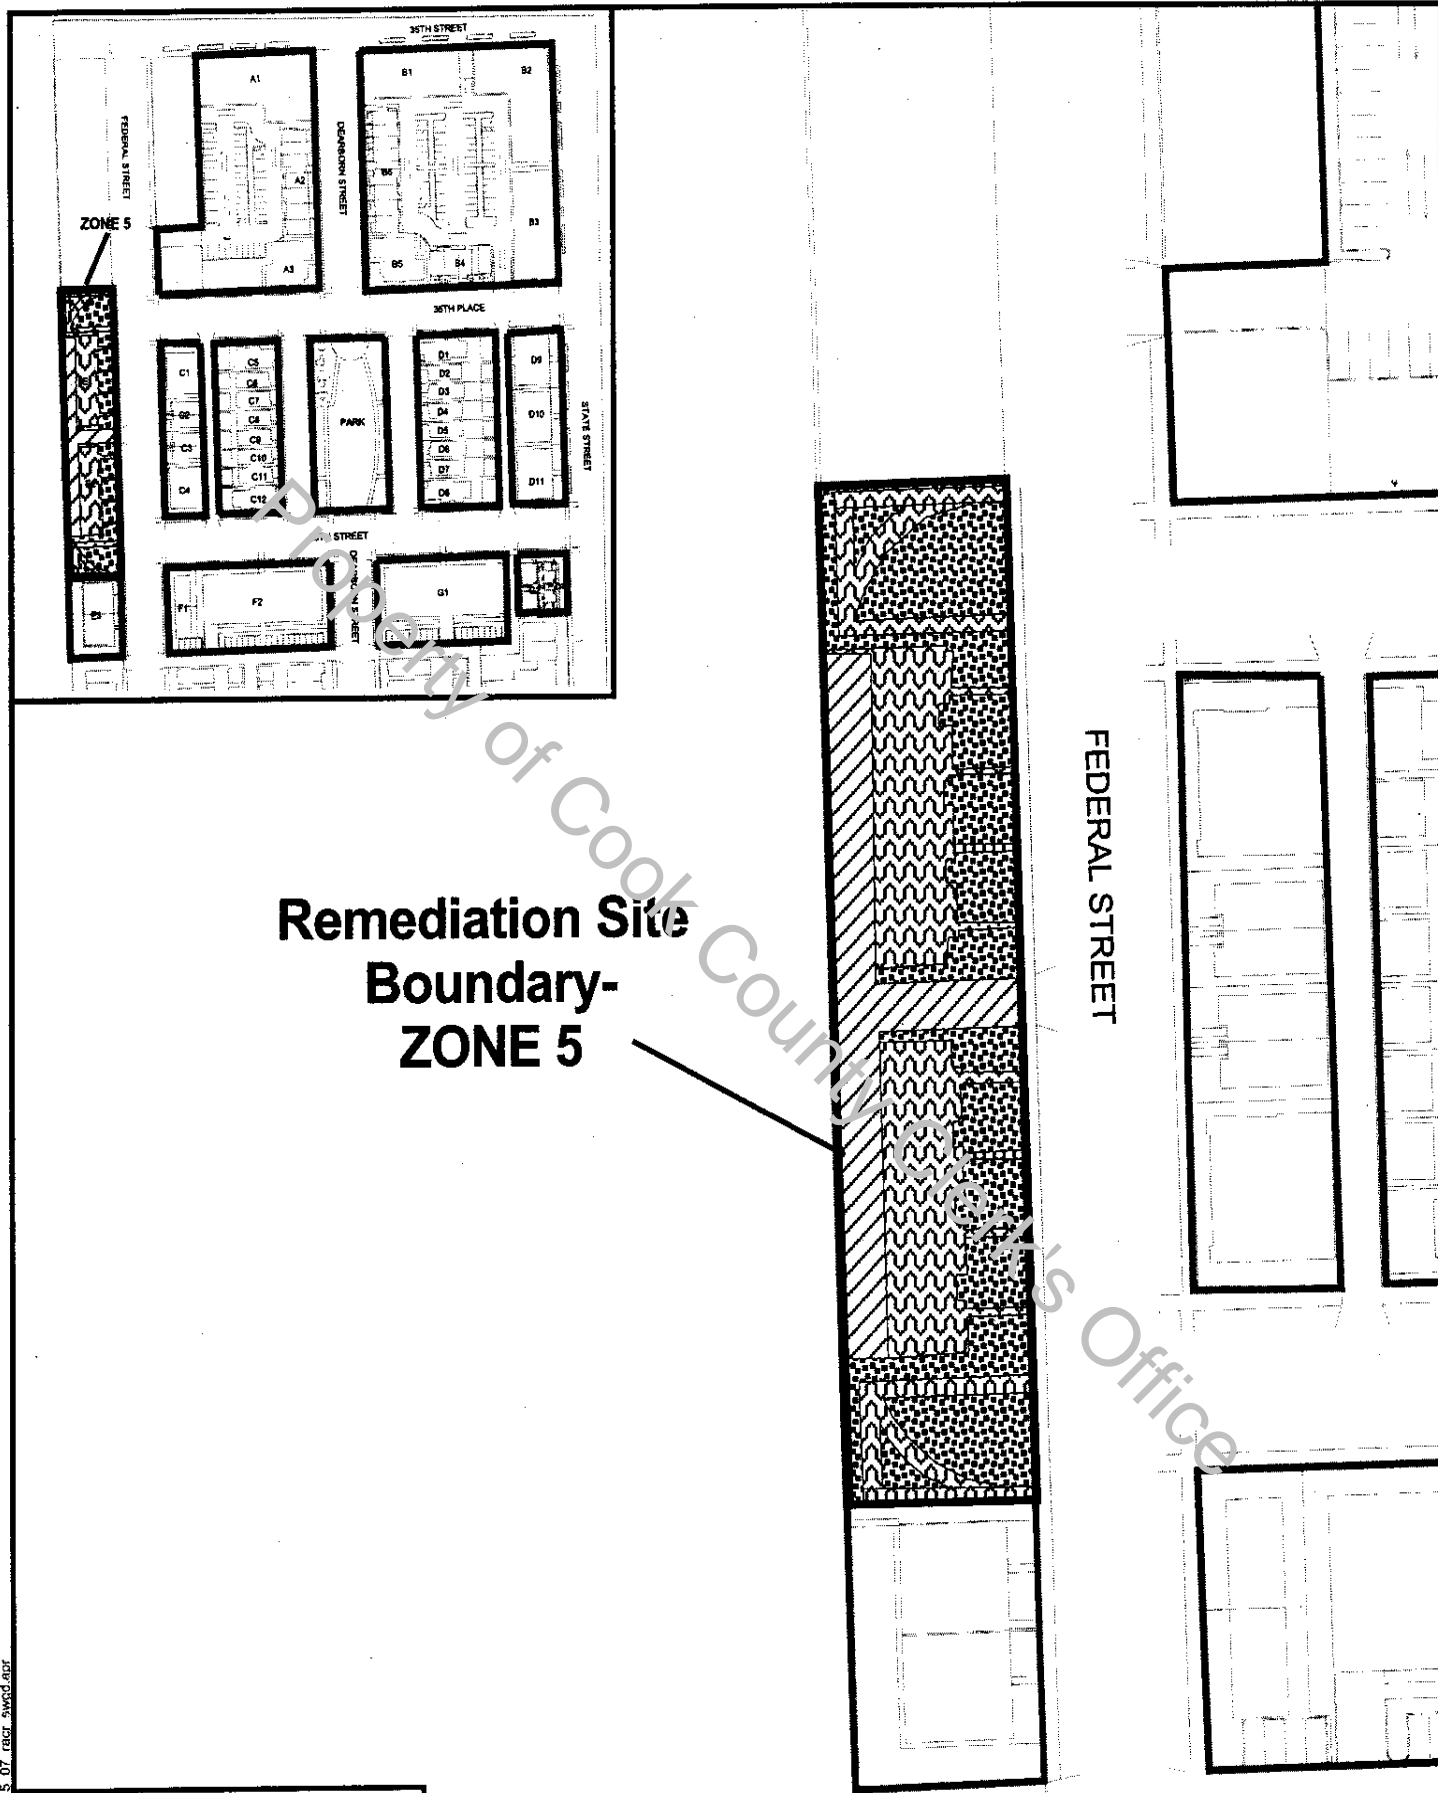 35TH STREET
A1
B1
B2
FEDERAL STREET
DEARBORN STREET
A2
B6
ZONE 5
B3
A3
B5
B4
36TH PLACE
C1
C2
C3
C4
C5
C6
C7
C8
C9
C10
C11
C12
PARK
D1
D2
D3
D4
D5
D6
D7
D8
D9
D10
D11
STATE STREET
STREET
F1
F2
G1
Remediation Site
Boundary-
ZONE 5
FEDERAL STREET
Property of Cook County Clerk's Office